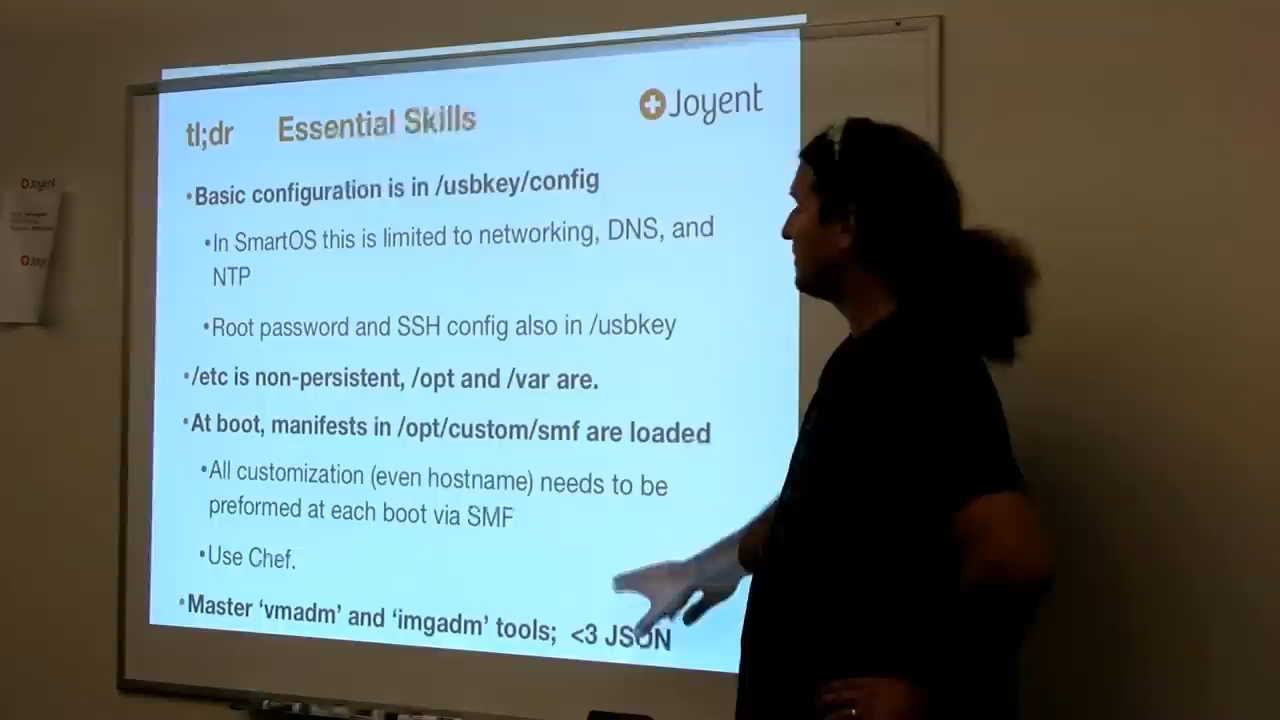 tl;dr Essential Skills
Joyent
•Basic configuration is in /usbkey/config
•In SmartOS this is limited to networking, DNS, and
NTP
•Root password and SSH config also in /usbkey
•/etc is non-persistent, /opt and /var are.
•At boot, manifests in /opt/custom/smf are loaded
•All customization (even hostname) needs to be
preformed at each boot via SMF
•Use Chef.
•Master ‘vmadm’ and ‘imgadm’ tools; <3 JSON
Joyent